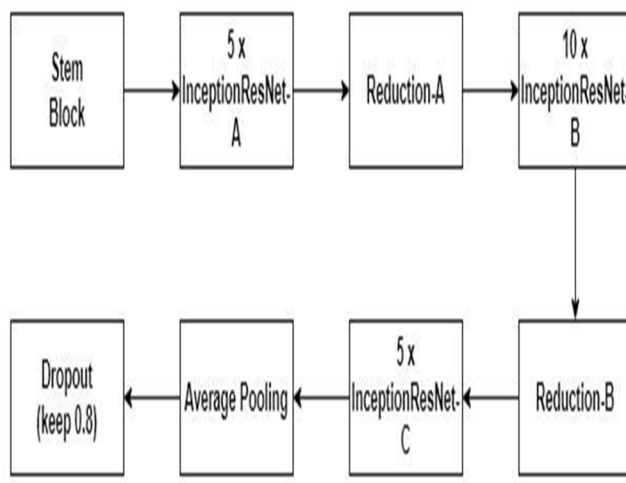 Stem
Block
5 x
InceptionResNet-
A
Reduction-A
10 x
InceptionResNet-
B
Reduction-B
5 x
InceptionResNet-
C
Average Pooling
Dropout
(keep 0.8)